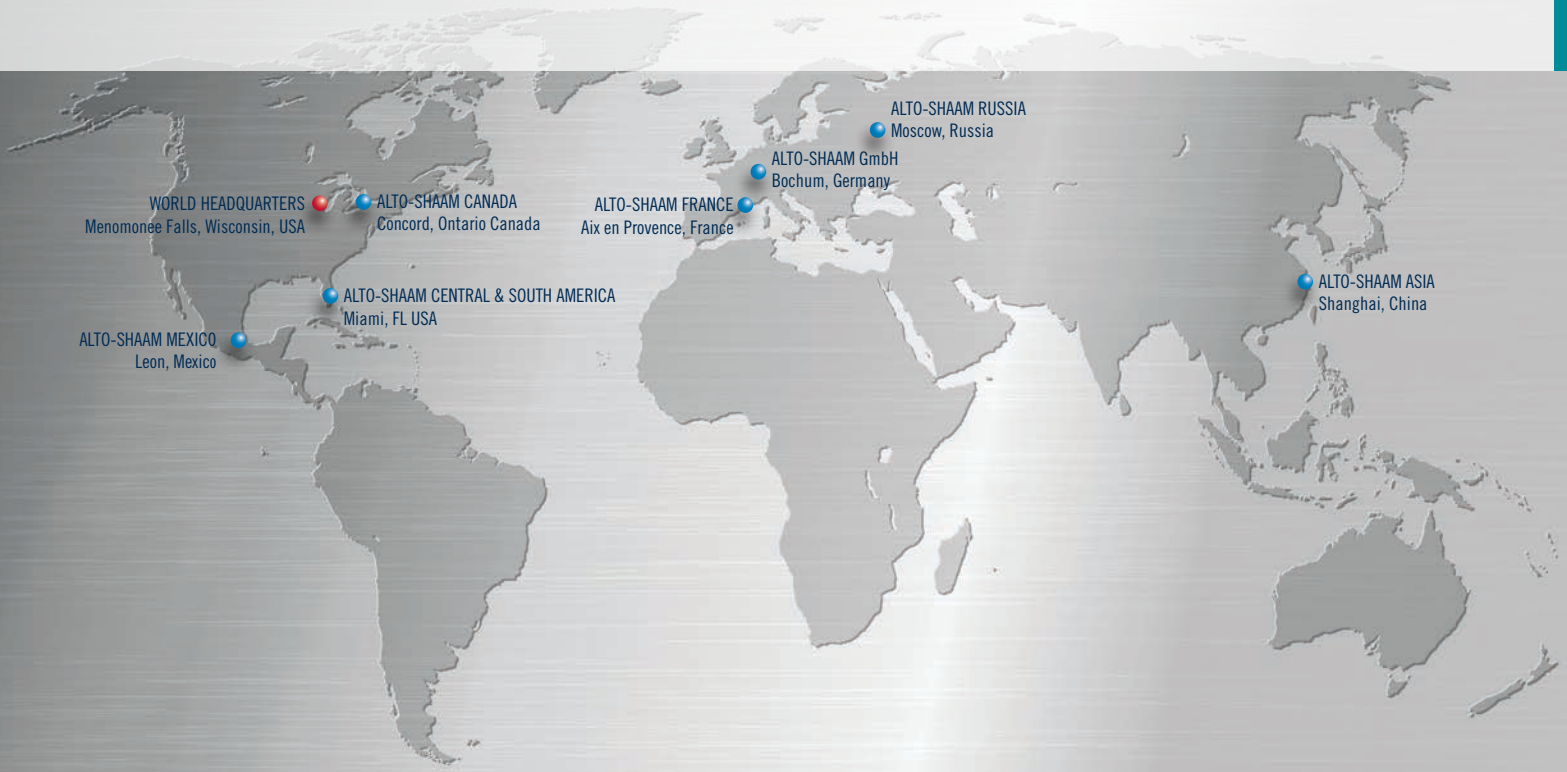 ALTO-SHAAM RUSSIA
Moscow, Russia
ALTO-SHAAM GmbH
Bochum, Germany
WORLD HEADQUARTERS
Menomonee Falls, Wisconsin, USA
ALTO-SHAAM CANADA
Concord, Ontario Canada
ALTO-SHAAM FRANCE
Aix en Provence, France
ALTO-SHAAM CENTRAL & SOUTH AMERICA
Miami, FL USA
ALTO-SHAAM ASIA
Shanghai, China
ALTO-SHAAM MEXICO
Leon, Mexico